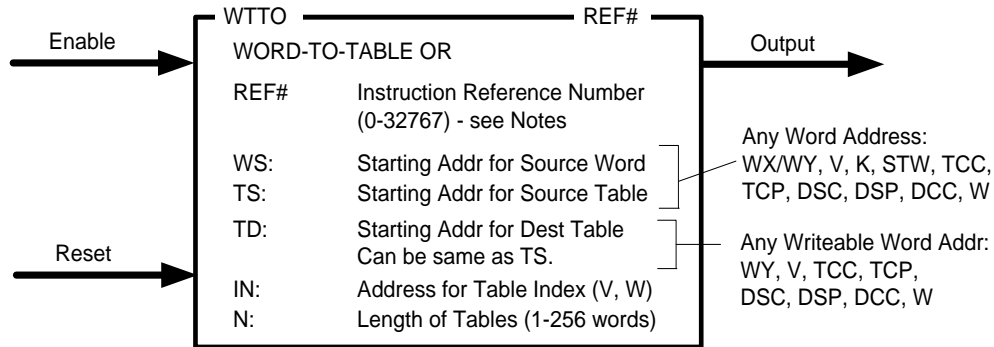 WTTO REF#
Enable
WORD-TO-TABLE OR
Output
REF# Instruction Reference Number
(0-32767) - see Notes
WS: Starting Addr for Source Word
TS: Starting Addr for Source Table
Any Word Address:
WX/WY, V, K, STW, TCC,
TCP, DSC, DSP, DCC, W
TD: Starting Addr for Dest Table
Can be same as TS.
Reset
Any Writeable Word Addr:
WY, V, TCC, TCP,
DSC, DSP, DCC, W
IN: Address for Table Index (V, W)
N: Length of Tables (1-256 words)